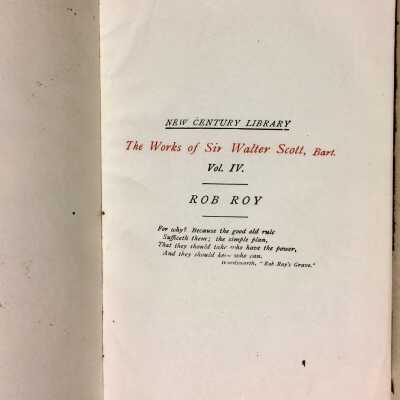 NEW CENTURY LIBRARY
The Works of Sir Walter Scott, Bart.
Vol. IV.
ROB ROY
For why? Because the good old rule
Sufficeth them; the simple plan,
That they should take who have the power,
And they should keep who can.
Wordsworth, "Rob Roy's Grave."